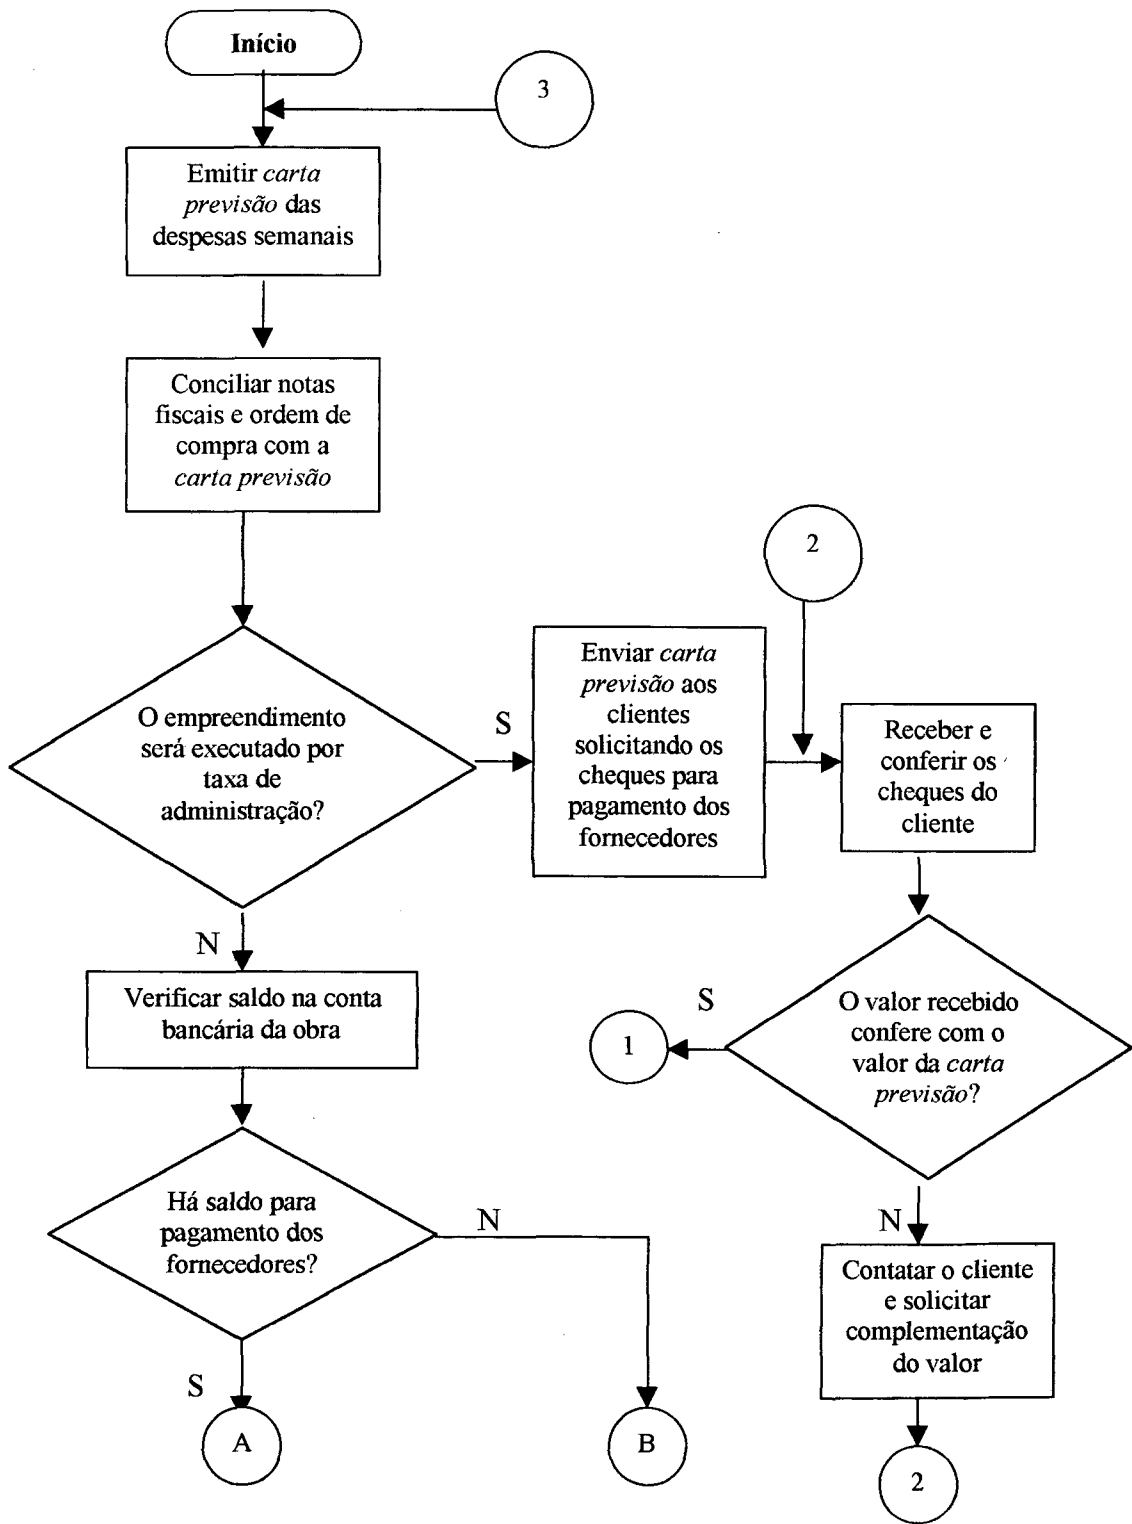 Início
3
Emitir carta
previsão das
despesas semanais
Conciliar notas
fiscais e ordem de
compra com a
carta previsão
2
O empreendimento
será executado por
taxa de
administração?
S
Enviar carta
previsão aos
clientes
solicitando os
cheques para
pagamento dos
fornecedores
Receber e
conferir os
cheques do
cliente
N
Verificar saldo na conta
bancária da obra
S
1
O valor recebido
confere com o
valor da carta
previsão?
Há saldo para
pagamento dos
fornecedores?
N
N
Contatar o cliente
e solicitar
complementação
do valor
S
A
B
2